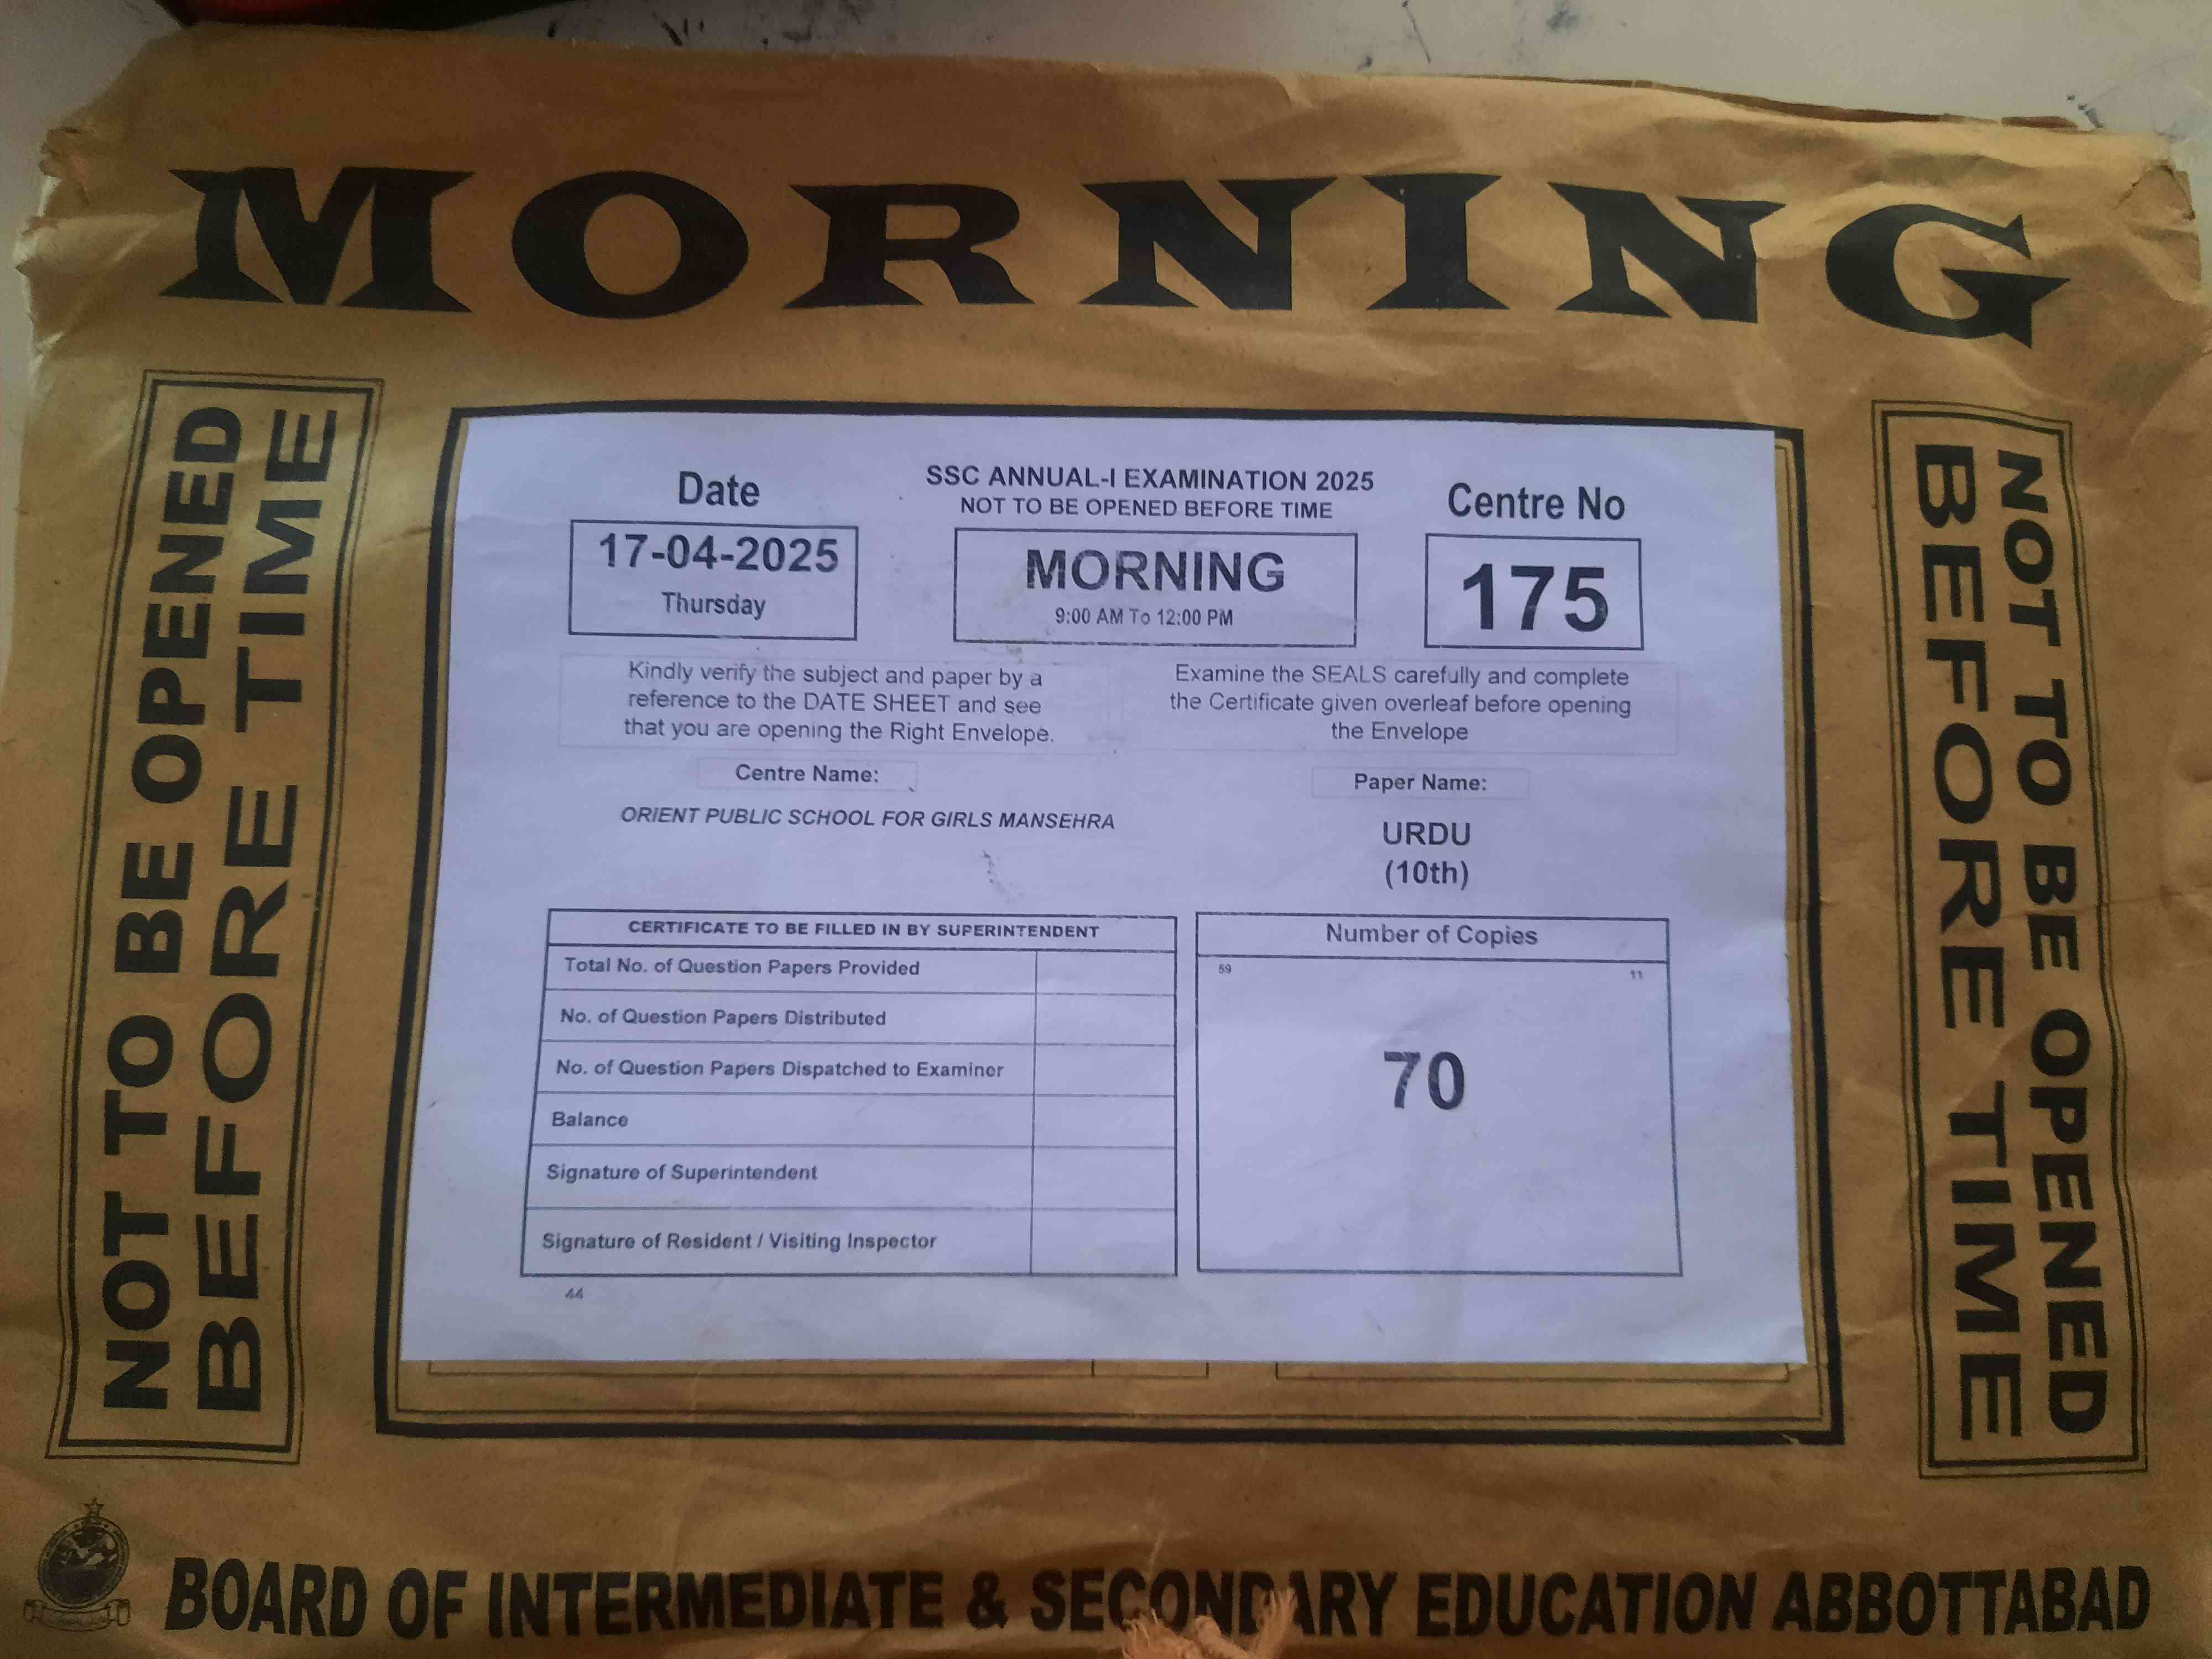 MORNING
NOT TO BE OPENED
BEFORE TIME
Date
17-04-2025
Thursday
SSC ANNUAL-I EXAMINATION 2025
NOT TO BE OPENED BEFORE TIME
MORNING
9:00 AM To 12:00 PM
Centre No
175
Kindly verify the subject and paper by a
reference to the DATE SHEET and see
that you are opening the Right Envelope.
Examine the SEALS carefully and complete
the Certificate given overleaf before opening
the Envelope
Centre Name:
ORIENT PUBLIC SCHOOL FOR GIRLS MANSEHRA
Paper Name:
URDU
(10th)
CERTIFICATE TO BE FILLED IN BY SUPERINTENDENT
Total No. of Question Papers Provided
No. of Question Papers Distributed
No. of Question Papers Dispatched to Examiner
Balance
Signature of Superintendent
Signature of Resident / Visiting Inspector
44
Number of Copies
59
11
70
NOT TO BE OPENED
BEFORE TIME
BOARD OF INTERMEDIATE & SECONDARY EDUCATION ABBOTTABAD